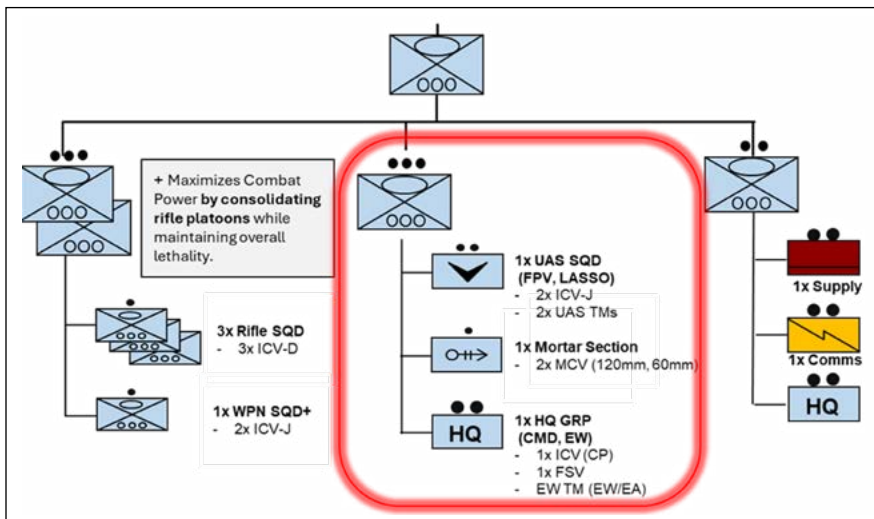 + Maximizes Combat
Power by consolidating
rifle platoons while
maintaining overall
lethality.
3x Rifle SQD
- 3x ICV-D
1x WPN SQD+
- 2x ICV-J
1x UAS SQD
(FPV, LASSO)
- 2x ICV-J
- 2x UAS TMs
1x Mortar Section
- 2x MCV (120mm, 60mm)
HQ
1x HQ GRP
(CMD, EW)
- 1x ICV (CP)
- 1x FSV
- EW TM (EW/EA)
1x Supply
1x Comms
HQ